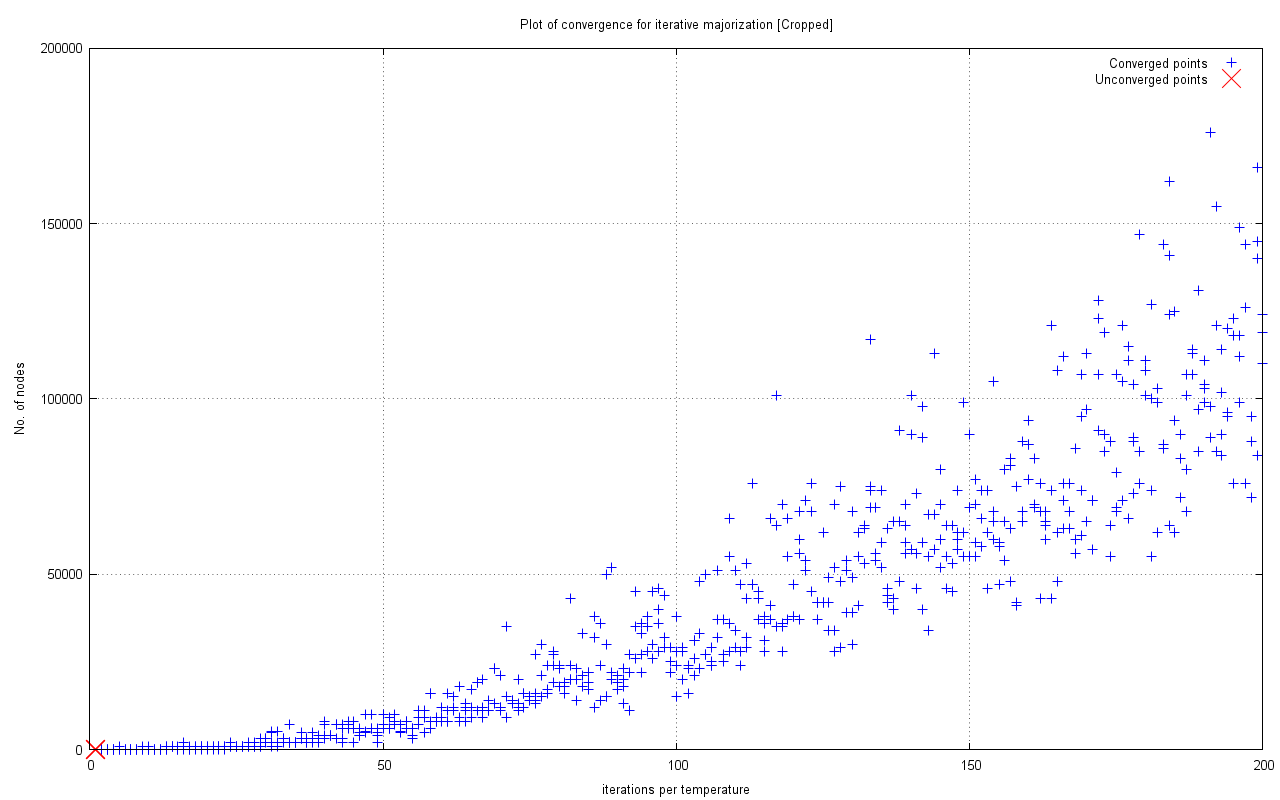 Plot of convergence for iterative majorization [Cropped]
200000
Converged points
Unconverged points
150000
100000
No. of nodes
50000
0
0 50 100 150 200
iterations per temperature